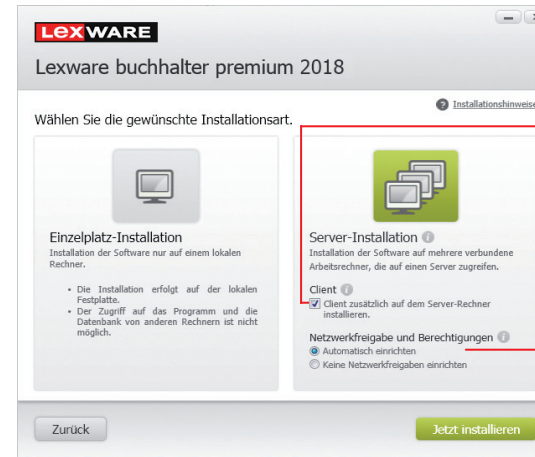 LEXWARE
Lexware buchhalter premium 2018
Installationshinweise
Wählen Sie die gewünschte Installationsart.
Einzelplatz-Installation
Installation der Software nur auf einem lokalen
Rechner.
• Die Installation erfolgt auf der lokalen
Festplatte.
• Der Zugriff auf das Programm und die
Datenbank von anderen Rechnern ist nicht
möglich.
Server-Installation
Installation der Software auf mehrere verbundene
Arbeitsrechner, die auf einen Server zugreifen.
Client
Client zusätzlich auf dem Server-Rechner
installieren.
Netzwerkfreigabe und Berechtigungen
Automatisch einrichten
Keine Netzwerkfreigaben einrichten
Zurück
Jetzt installieren